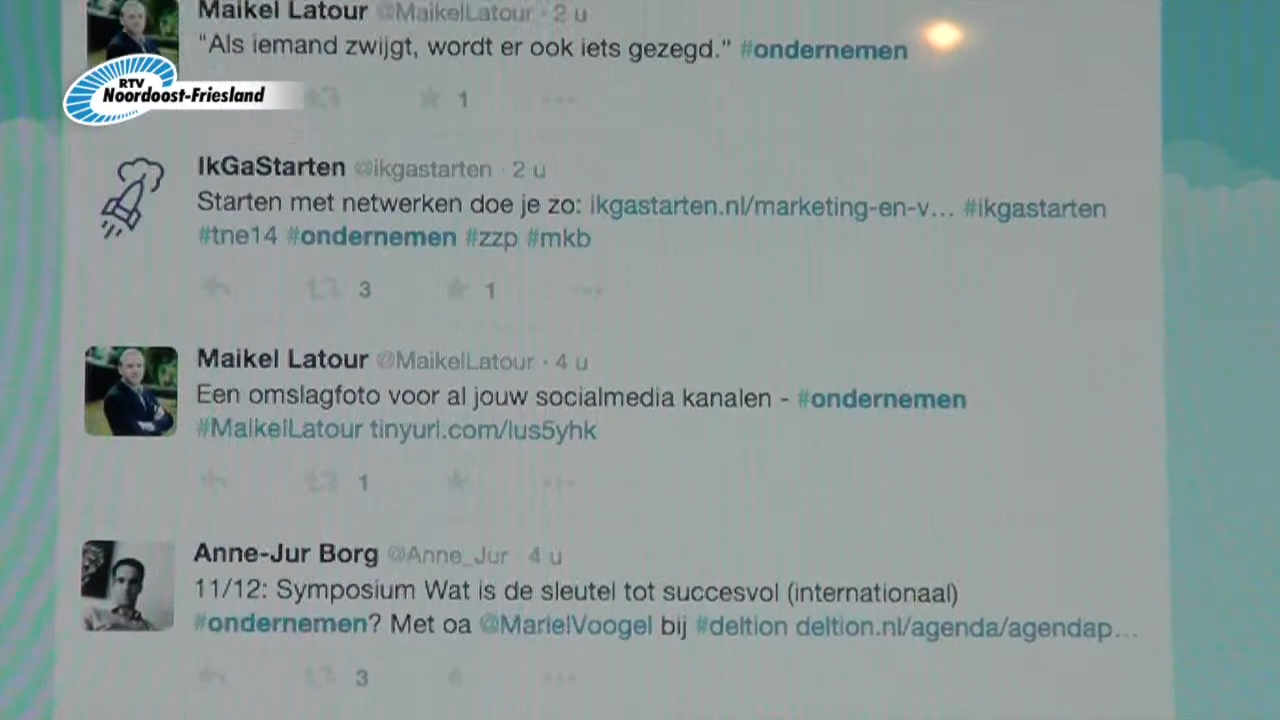 Maikel Latour @MaikelLatour · 2 u
"Als iemand zwijgt, wordt er ook iets gezegd." #ondernemen
RTV
Noordoost-Friesland
1
IkGaStarten @ikgastarten · 2 u
Starten met netwerken doe je zo: ikgastarten.nl/marketing-en-v… #ikgastarten
#tne14 #ondernemen #zzp #mkb
3 1
Maikel Latour @MaikelLatour · 4 u
Een omslagfoto voor al jouw socialmedia kanalen - #ondernemen
#MaikelLatour tinyurl.com/lus5yhk
1
Anne-Jur Borg @Anne_Jur · 4 u
11/12: Symposium Wat is de sleutel tot succesvol (internationaal)
#ondernemen? Met oa @MarielVoogel bij #deltion deltion.nl/agenda/agendap…
3